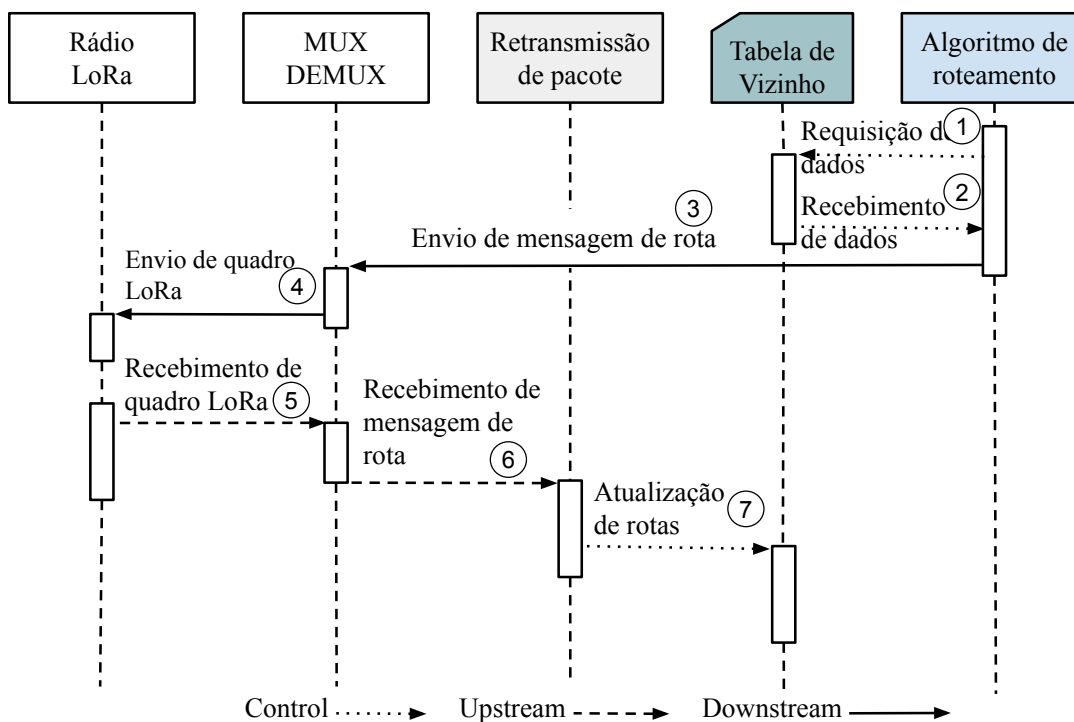 Rádio
LoRa
MUX
DEMUX
Retransmissão
de pacote
Tabela de
Vizinho
Algoritmo de
roteamento
1
Requisição de
dados
2
Recebimento
de dados
3
Envio de mensagem de rota
Envio de quadro
LoRa
4
Recebimento de
quadro LoRa
5
Recebimento de
mensagem de
rota
6
Atualização
de rotas
7
Control
Upstream
Downstream